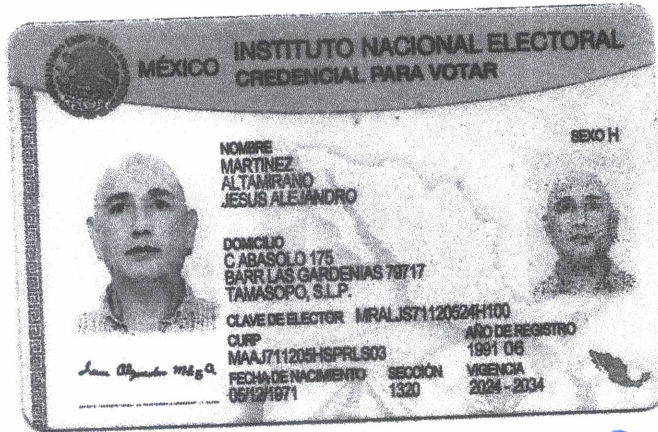 MÉXICO INSTITUTO NACIONAL ELECTORAL
CREDENCIAL PARA VOTAR
NOMBRE
SEXO H
MARTINEZ
ALTAMIRANO
JESUS ALEJANDRO
DOMICILIO
C ABASOLO 175
BARR LAS GARDENIAS 79717
TAMASOPO, S.L.P.
CLAVE DE ELECTOR MRALJS71120524H100
CURP
MAAJ711205HSPRLS03
AÑO DE REGISTRO
1991 06
FECHA DE NACIMIENTO
05/12/1971
SECCIÓN
1320
VIGENCIA
2024 - 2034